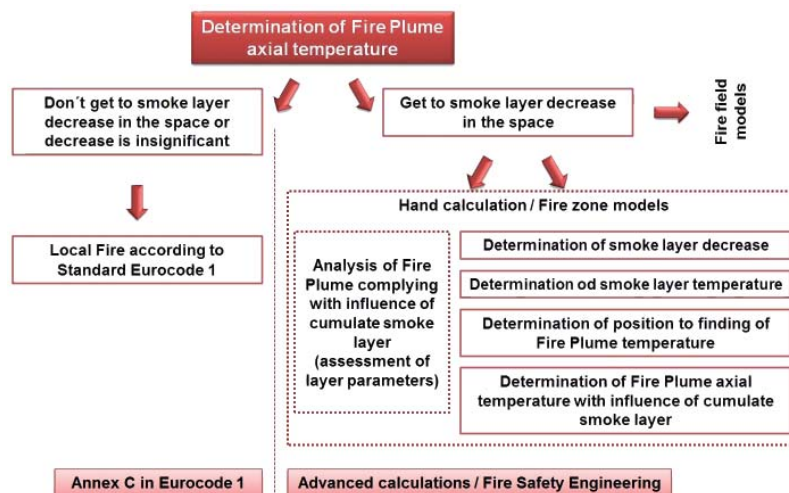 Determination of Fire Plume
axial temperature
Don´t get to smoke layer
decrease in the space or
decrease is insignificant
Get to smoke layer decrease
in the space
Fire field
models
Local Fire according to
Standard Eurocode 1
Hand calculation / Fire zone models
Analysis of Fire
Plume complying
with influence of
cumulate smoke
layer
(assessment of
layer parameters)
Determination of smoke layer decrease
Determination od smoke layer temperature
Determination of position to finding of
Fire Plume temperature
Determination of Fire Plume axial
temperature with influence of cumulate
smoke layer
Annex C in Eurocode 1
Advanced calculations / Fire Safety Engineering